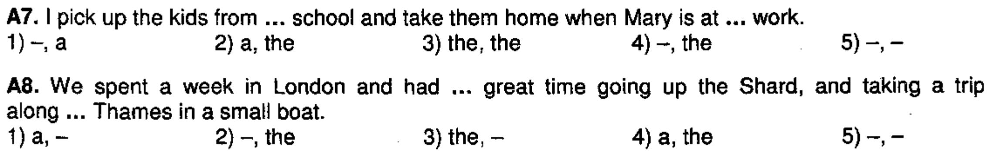 A7. I pick up the kids from ... school and take them home when Mary is at ... work.
1) –, a 2) a, the 3) the, the 4) –, the 5) –, –
A8. We spent a week in London and had ... great time going up the Shard, and taking a trip
along ... Thames in a small boat.
1) a, – 2) –, the 3) the, – 4) a, the 5) –, –